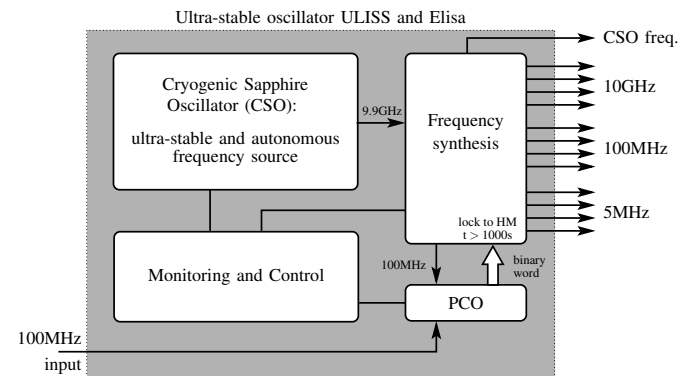 Ultra-stable oscillator ULISS and Elisa
CSO freq.
Cryogenic Sapphire
Oscillator (CSO):
ultra-stable and autonomous
frequency source
9.9GHz
Frequency
synthesis
10GHz
100MHz
5MHz
lock to HM
t > 1000s
Monitoring and Control
100MHz
binary
word
PCO
100MHz
input